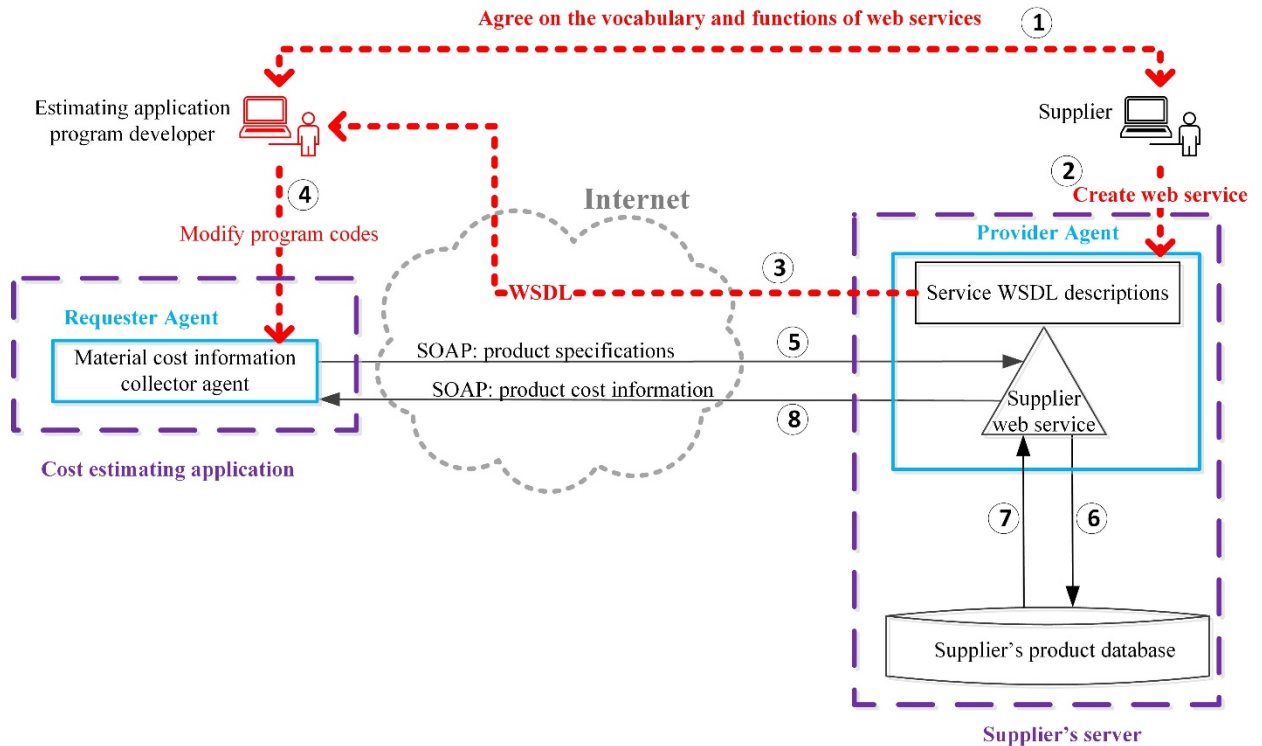 Agree on the vocabulary and functions of web services
1
Estimating application
program developer
Supplier
2
Create web service
4
Internet
Modify program codes
Provider Agent
3
WSDL
Service WSDL descriptions
Requester Agent
Material cost information
collector agent
SOAP: product specifications
5
SOAP: product cost information
8
Supplier
web service
Cost estimating application
7
6
Supplier’s product database
Supplier’s server